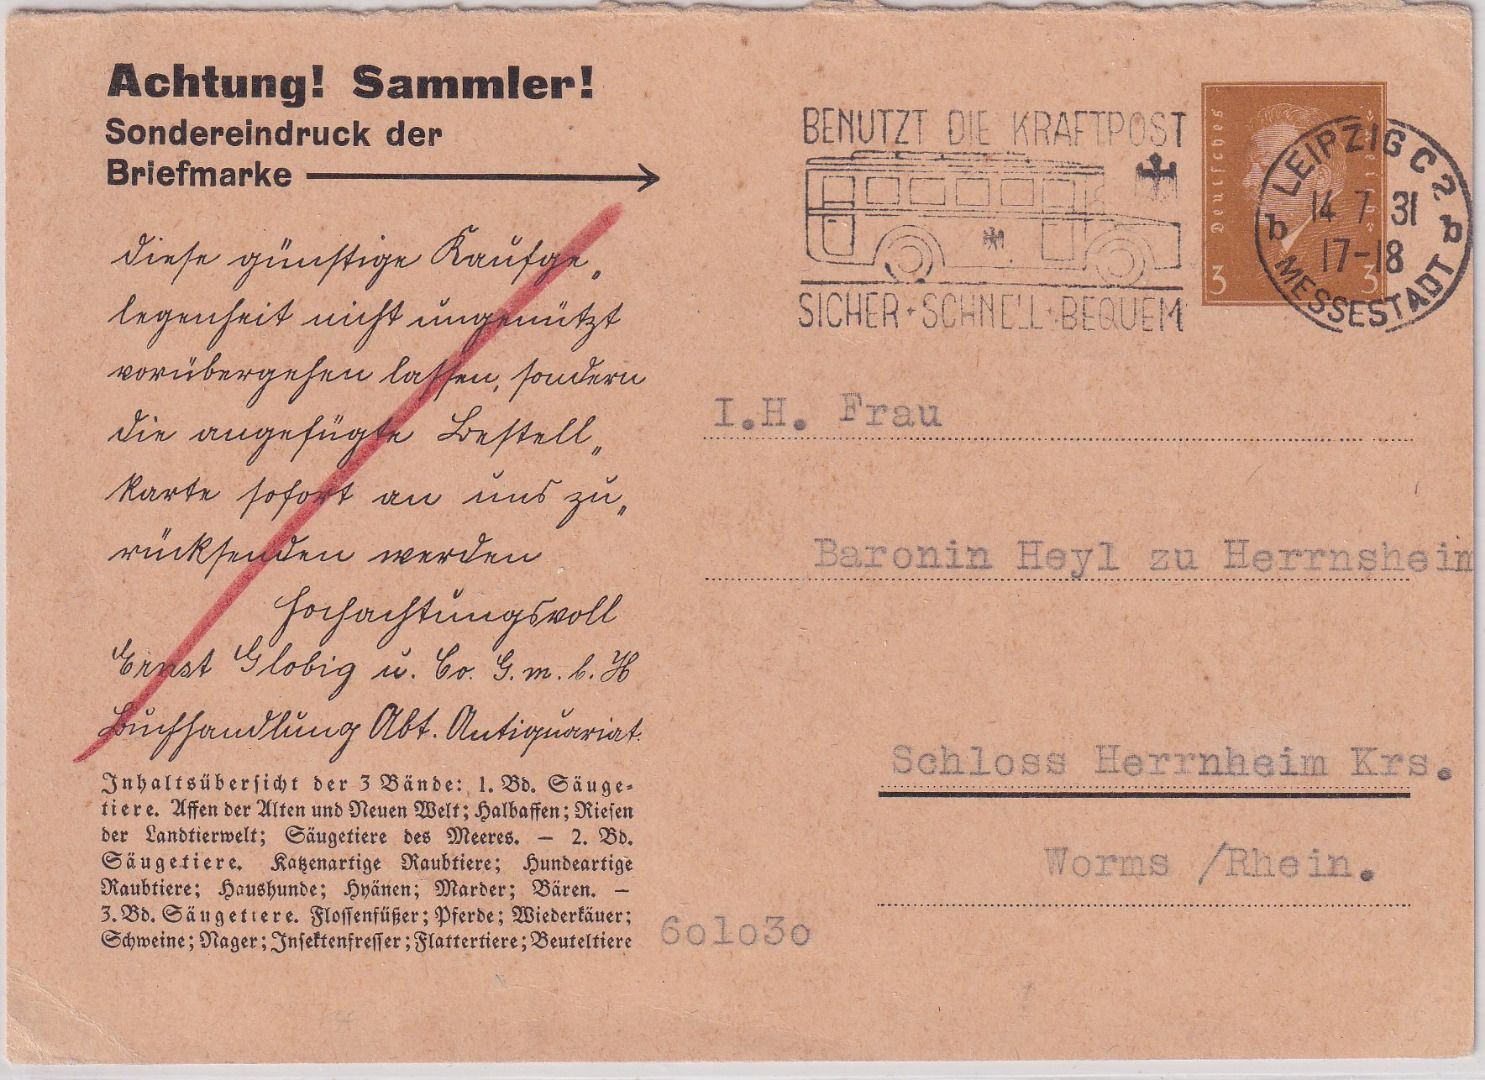 Achtung! Sammler!
Sondereindruck der
Briefmarke
diese günstige Kaufge„
legenheit nicht ungenützt
vorübergehen lassen, sondern
die angefügte Bestell„
karte sofort an uns zu„
rücksenden werden
Hochachtungsvoll
Ernst Globig u. Co. G. m. b. H
Buchhandlung Abt. Antiquariat.
Inhaltsübersicht der 3 Bände: 1. Bd. Säuge-
tiere. Affen der Alten und Neuen Welt; Halbaffen; Riesen
der Landtierwelt; Säugetiere des Meeres. — 2. Bd.
Säugetiere. Katzenartige Raubtiere; Hundeartige
Raubtiere; Haushunde; Hyänen; Marder; Bären. —
3. Bd. Säugetiere. Flossenfüßer; Pferde; Wiederkäuer;
Schweine; Nager; Insektenfresser; Flattertiere; Beuteltiere
BENUTZT DIE KRAFTPOST
SICHER + SCHNELL + BEQUEM
Deutsches
3 3
LEIPZIG C 2
b 14 7 31 b
17-18
MESSESTADT
I.H. Frau
Baronin Heyl zu Herrnsheim
Schloss Herrnheim Krs.
Worms /Rhein.
6o1o3o